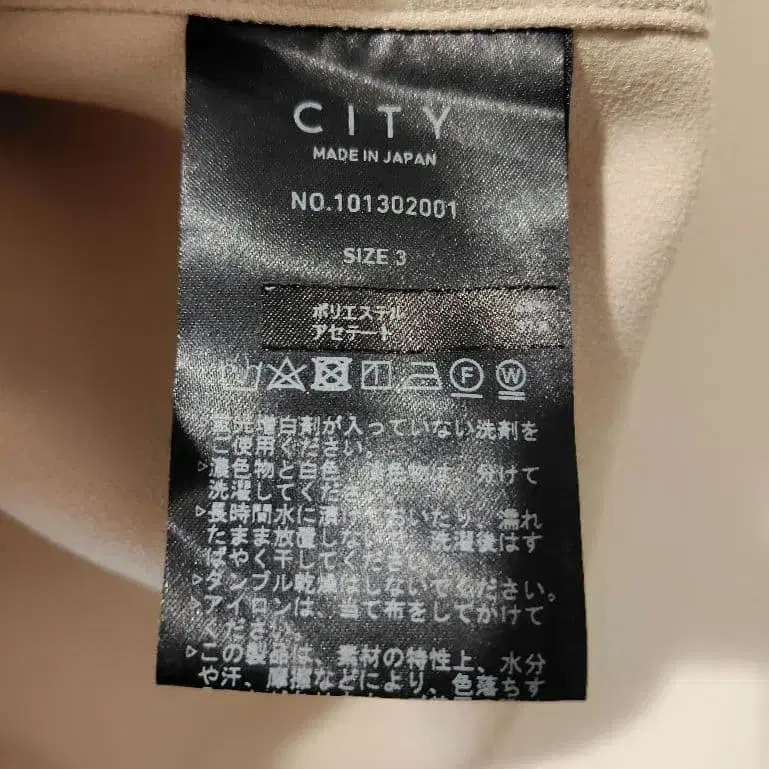 CITY
MADE IN JAPAN
NO.101302001
SIZE 3
ポリエステル
アセテート
F W
増白剤が入っていない洗剤を
ご使用ください。
▷濃色物と白色、淡色物は、分けて
洗濯してくださ
▷長時間水に漬けておいたり、濡れ
たまま放置しない 洗濯後はす
ばやく干してくださ
▷タンブル乾燥はしないでください。
▷アイロンは、当て布をしてかけて
ください。
▷この製品は、素材の特性上、水分
や汗、摩擦などにより、色落ちす